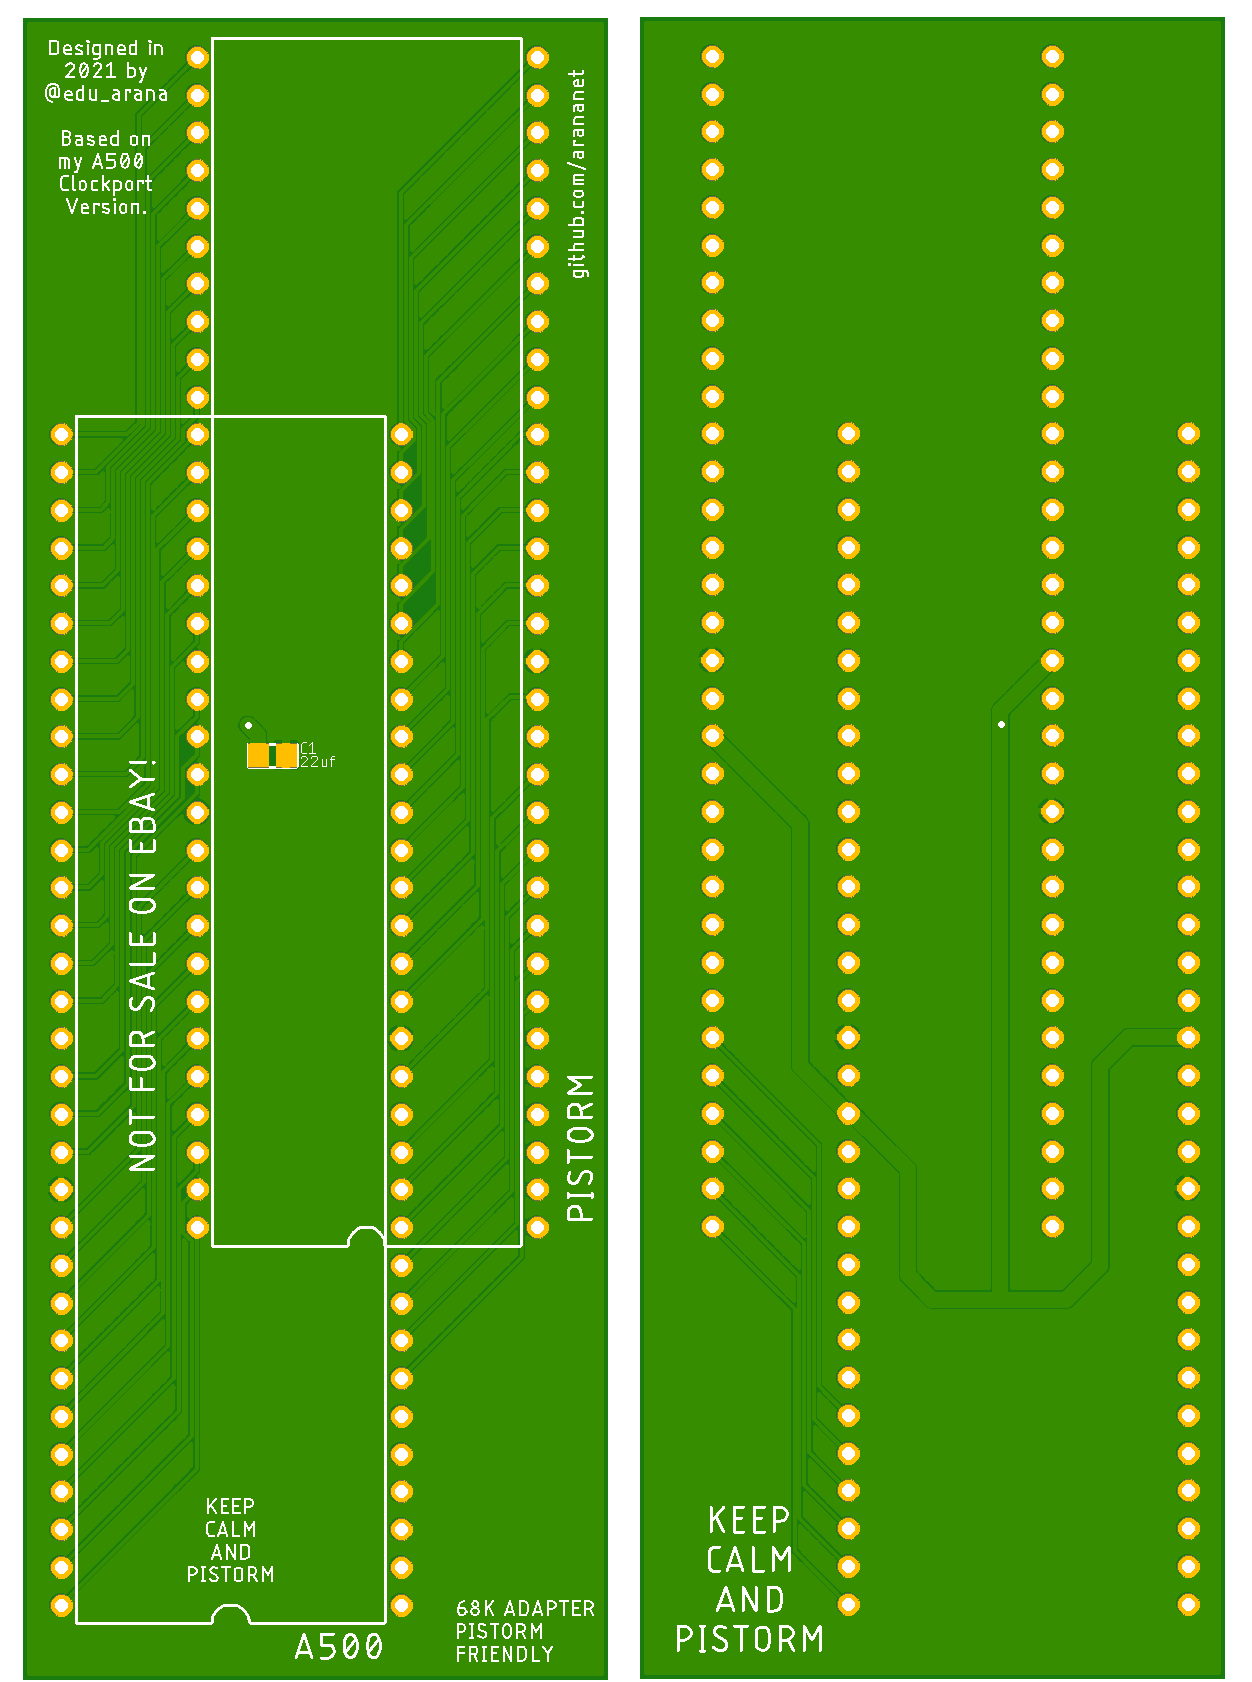 Designed in
2021 by
@edu_arana
Based on
my A500
Clockport
Version.
github.com/arananet
C1
22uf
NOT FOR SALE ON EBAY!
PISTORM
KEEP
CALM
AND
PISTORM
A500
68K ADAPTER
PISTORM
FRIENDLY
KEEP
CALM
AND
PISTORM